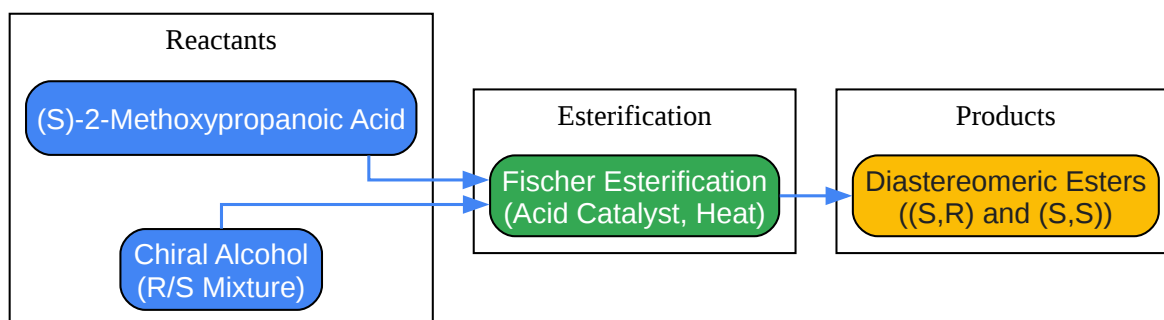 Reactants
(S)-2-Methoxypropanoic Acid
Chiral Alcohol
(R/S Mixture)
Esterification
Fischer Esterification
(Acid Catalyst, Heat)
Products
Diastereomeric Esters
((S,R) and (S,S))